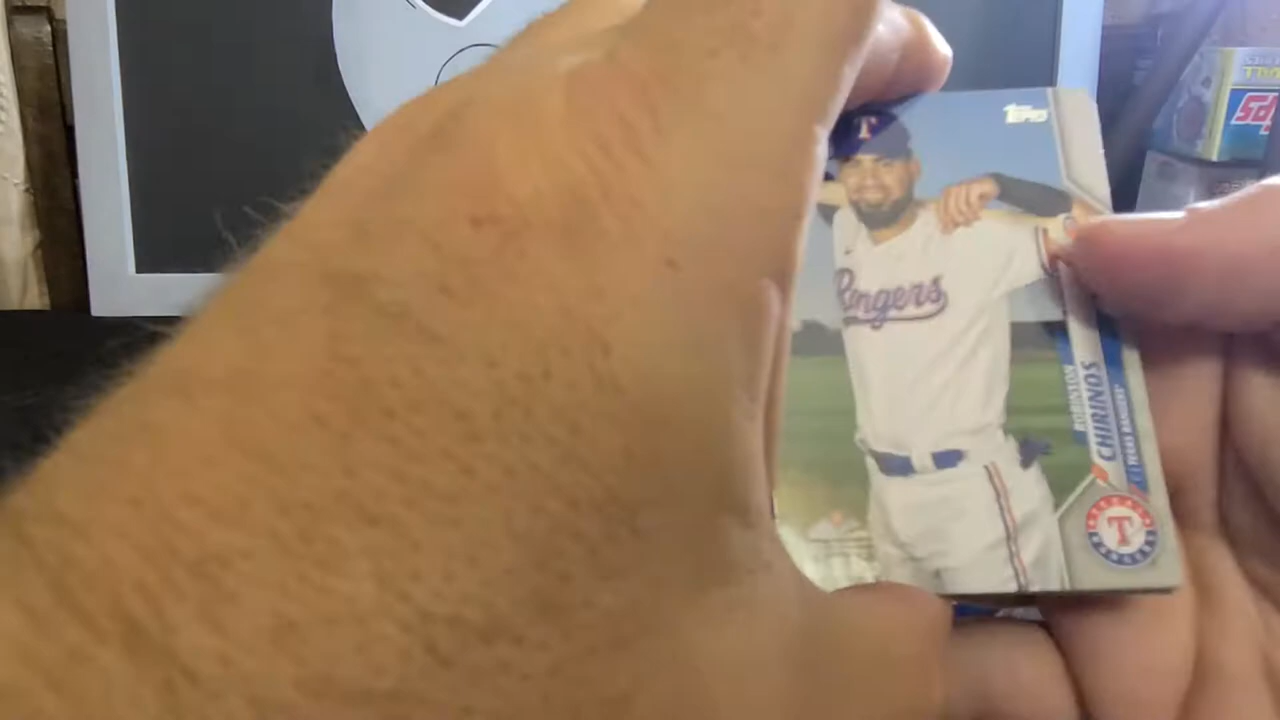 Topps
T
Rangers
ROBINSON
CHIRINOS
TEXAS RANGERS
T